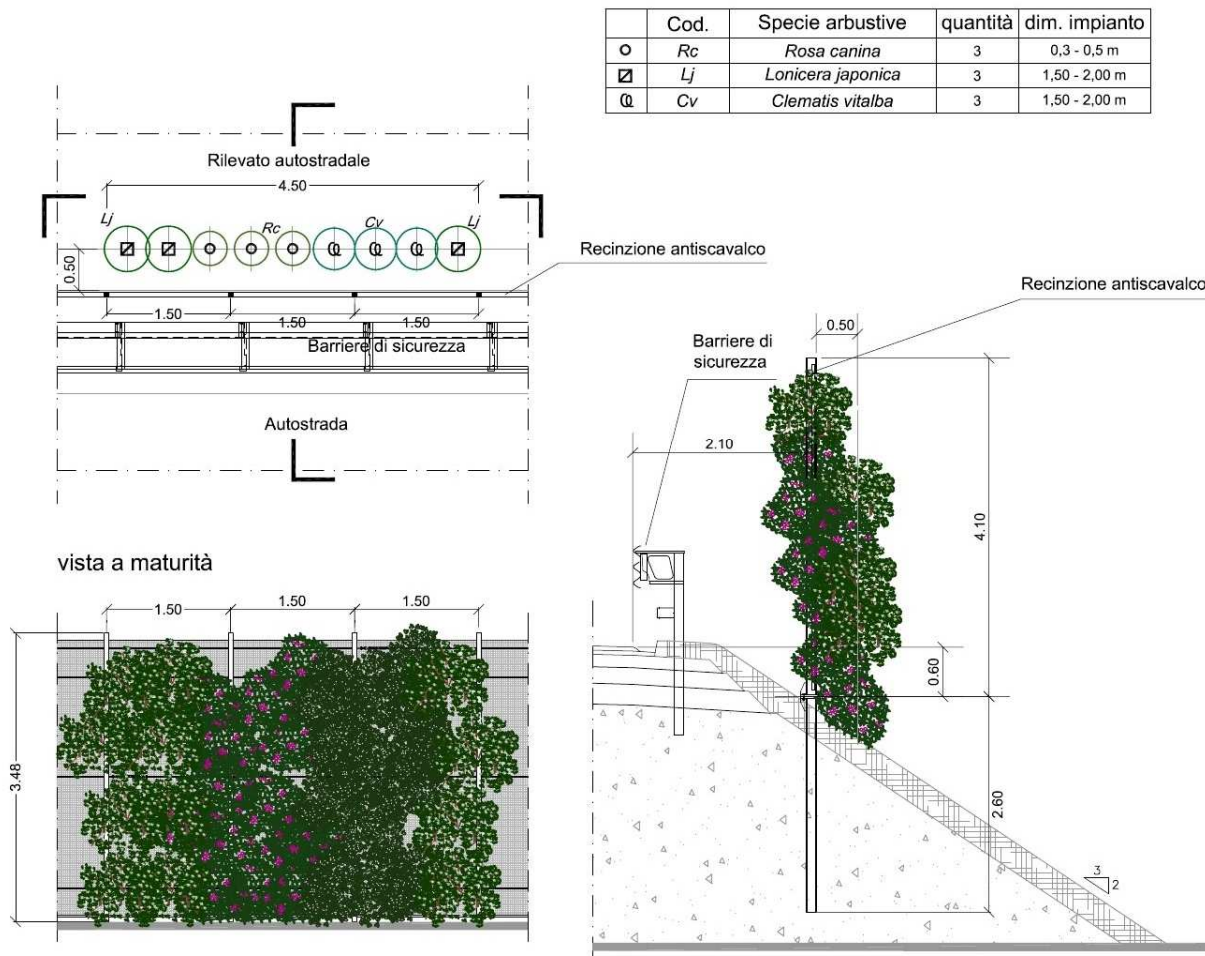 Cod. Specie arbustive quantità dim. impianto
Rc Rosa canina 3 0,3 - 0,5 m
Lj Lonicera japonica 3 1,50 - 2,00 m
Cv Clematis vitalba 3 1,50 - 2,00 m
Rilevato autostradale
4.50
Lj Rc Cv Lj
0.50
Recinzione antiscavalco
1.50 1.50 1.50
Barriere di sicurezza
Autostrada
vista a maturità
1.50 1.50 1.50
3.48
Recinzione antiscavalco
0.50
Barriere di
sicurezza
2.10
4.10
0.60
2.60
3
2